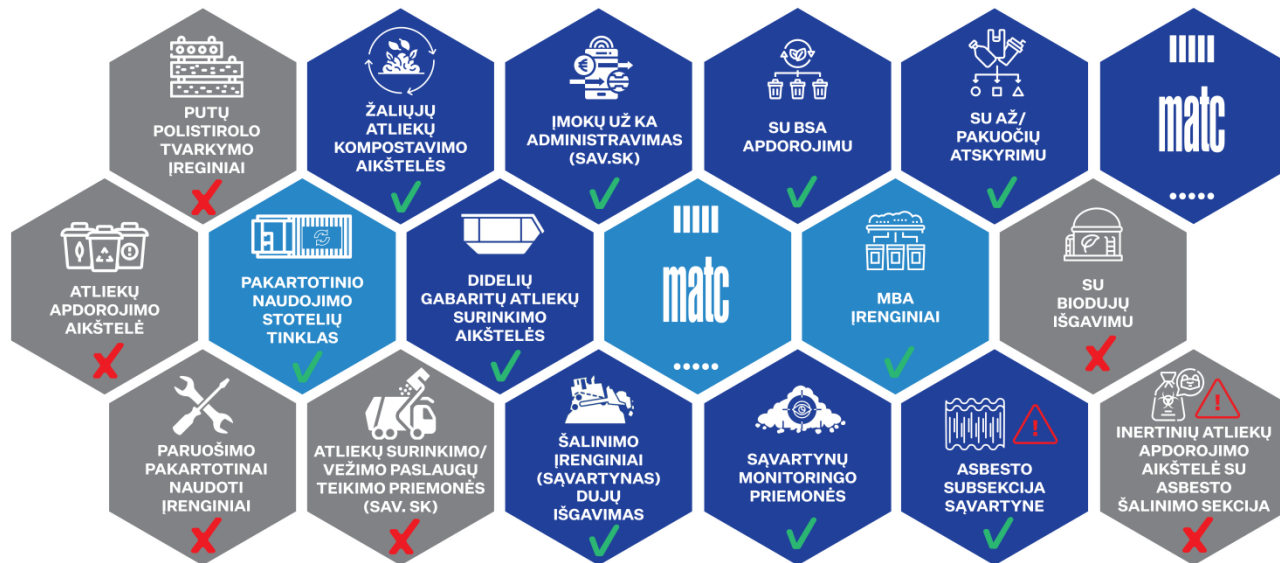 PUTŲ
POLISTIROLO
TVARKYMO
ĮREGINIAI
ŽALIŲJŲ
ATLIEKŲ
KOMPOSTAVIMO
AIKŠTELĖS
ĮMOKŲ UŽ KA
ADMINISTRAVIMAS
(SAV.SK)
SU BSA
APDOROJIMU
SU AŽ/
PAKUOČIŲ
ATSKYRIMU
matc
ATLIEKŲ
APDOROJIMO
AIKŠTELĖ
PAKARTOTINIO
NAUDOJIMO
STOTELIŲ
TINKLAS
DIDELIŲ
GABARITŲ ATLIEKŲ
SURINKIMO
AIKŠTELĖS
matc
MBA
ĮRENGINIAI
SU
BIODUJŲ
IŠGAVIMU
PARUOŠIMO
PAKARTOTINAI
NAUDOTI
ĮRENGINIAI
ATLIEKŲ SURINKIMO/
VEŽIMO PASLAUGŲ
TEIKIMO PRIEMONĖS
(SAV. SK)
ŠALINIMO
ĮRENGINIAI
(SĄVARTYNAS)
DUJŲ
IŠGAVIMAS
SĄVARTYNŲ
MONITORINGO
PRIEMONĖS
ASBESTO
SUBSEKCIJA
SĄVARTYNE
INERTINIŲ ATLIEKŲ
APDOROJIMO
AIKŠTELĖ SU
ASBESTO
ŠALINIMO SEKCIJA